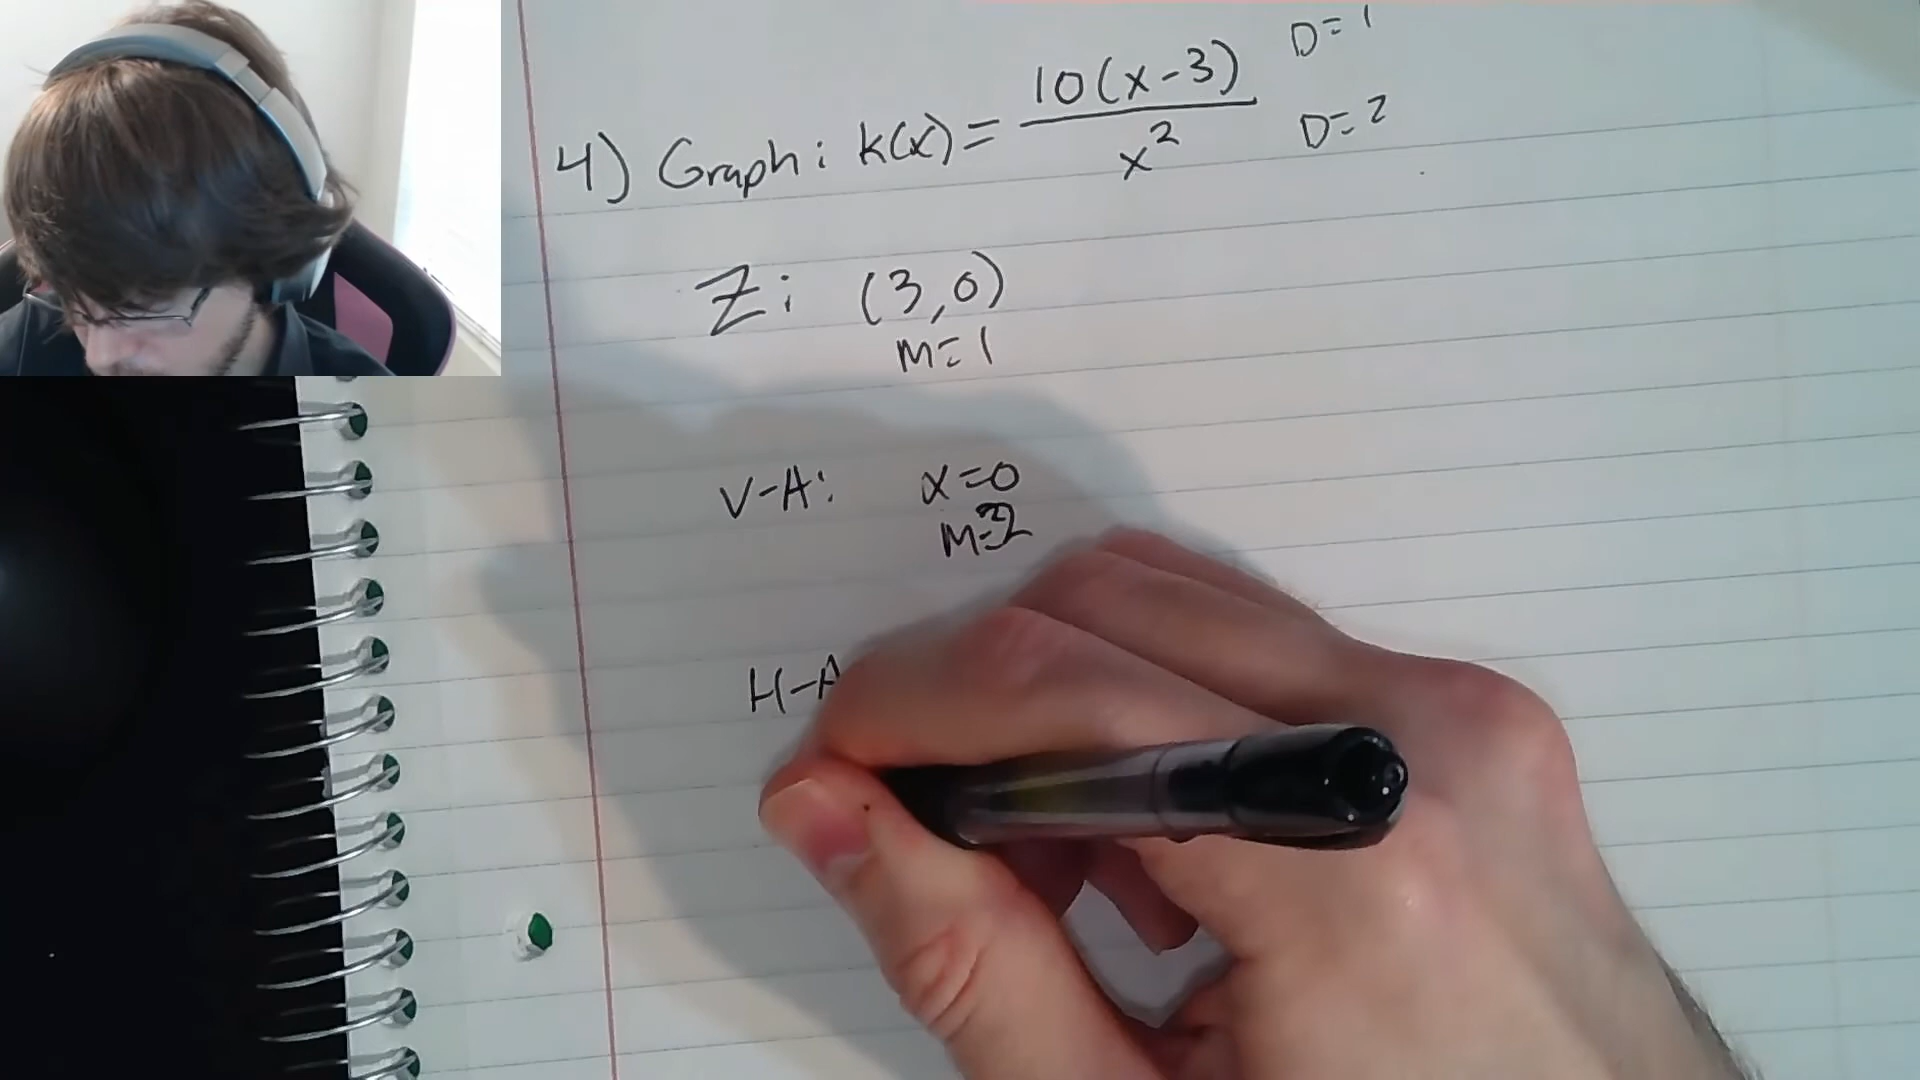 4) Graph: k(x) = 10(x-3) / x² D=1 D=2
Z: (3,0)
m=1
V-A: x=0
m=2
H-A